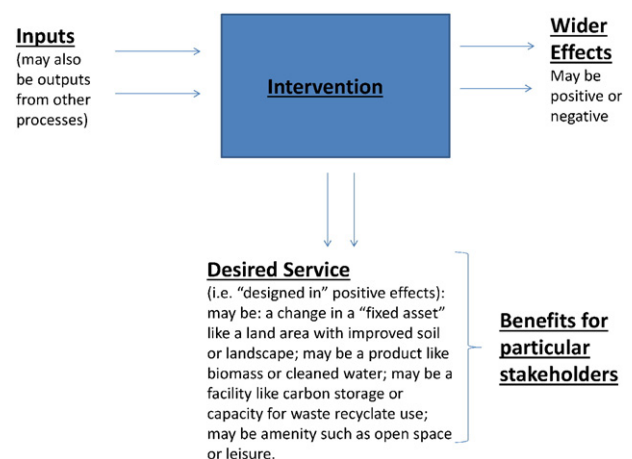 Inputs
(may also
be outputs
from other
processes)
Intervention
Wider
Effects
May be
positive or
negative
Desired Service
(i.e. “designed in” positive effects):
may be: a change in a “fixed asset”
like a land area with improved soil
or landscape; may be a product like
biomass or cleaned water; may be a
facility like carbon storage or
capacity for waste recyclate use;
may be amenity such as open space
or leisure.
Benefits for
particular
stakeholders